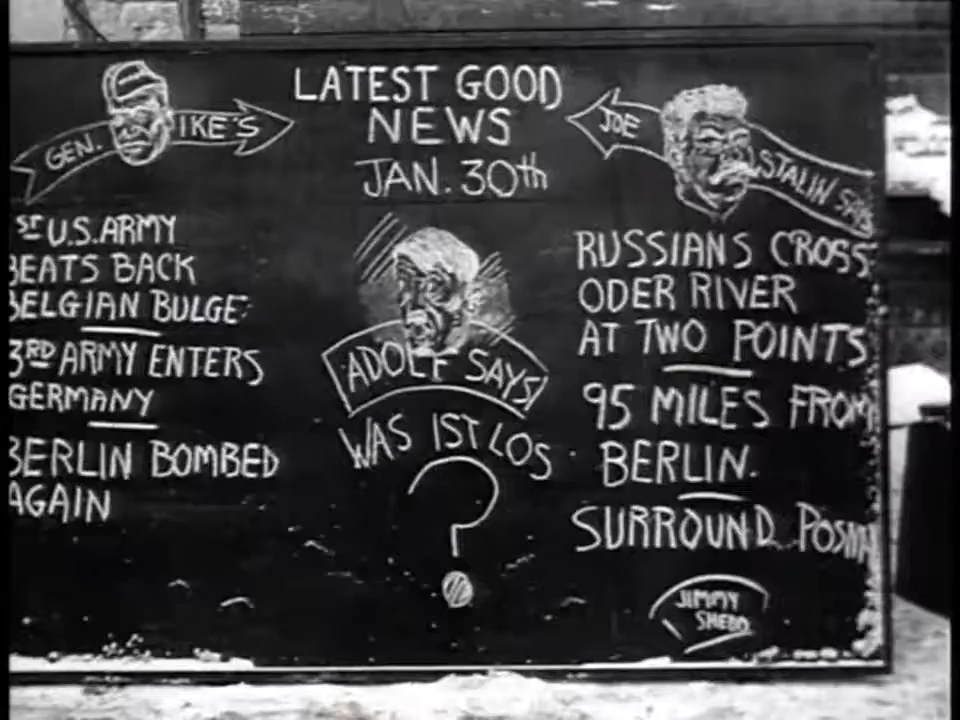 LATEST GOOD
NEWS
JAN. 30th
GEN. IKE'S
ST U.S. ARMY
BEATS BACK
BELGIAN BULGE
3RD ARMY ENTERS
GERMANY
BERLIN BOMBED
AGAIN
ADOLF SAYS
WAS IST LOS
?
JOE STALIN SAYS
RUSSIANS CROSS
ODER RIVER
AT TWO POINTS
95 MILES FROM
BERLIN.
SURROUND POSNA
JIMMY
SHEDD